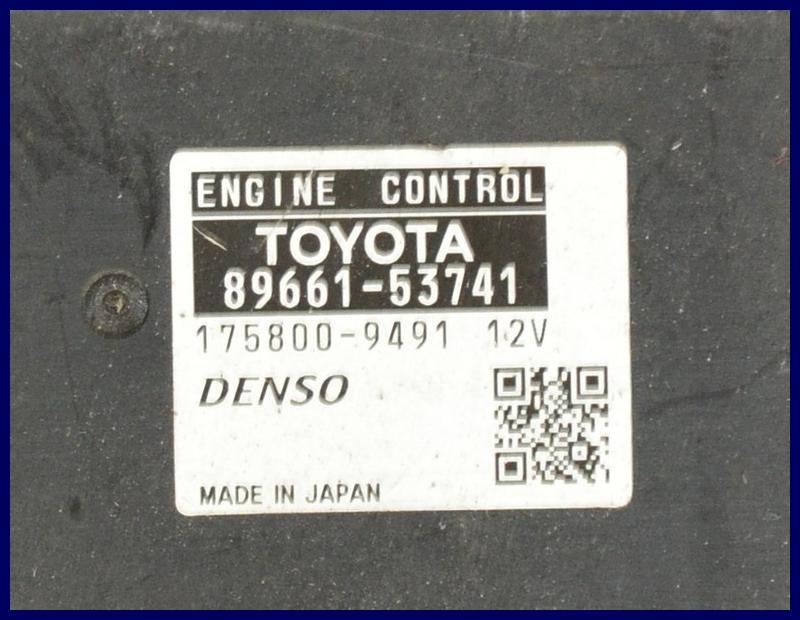 ENGINE CONTROL
TOYOTA
89661-53741
175800-9491 12V
DENSO
MADE IN JAPAN